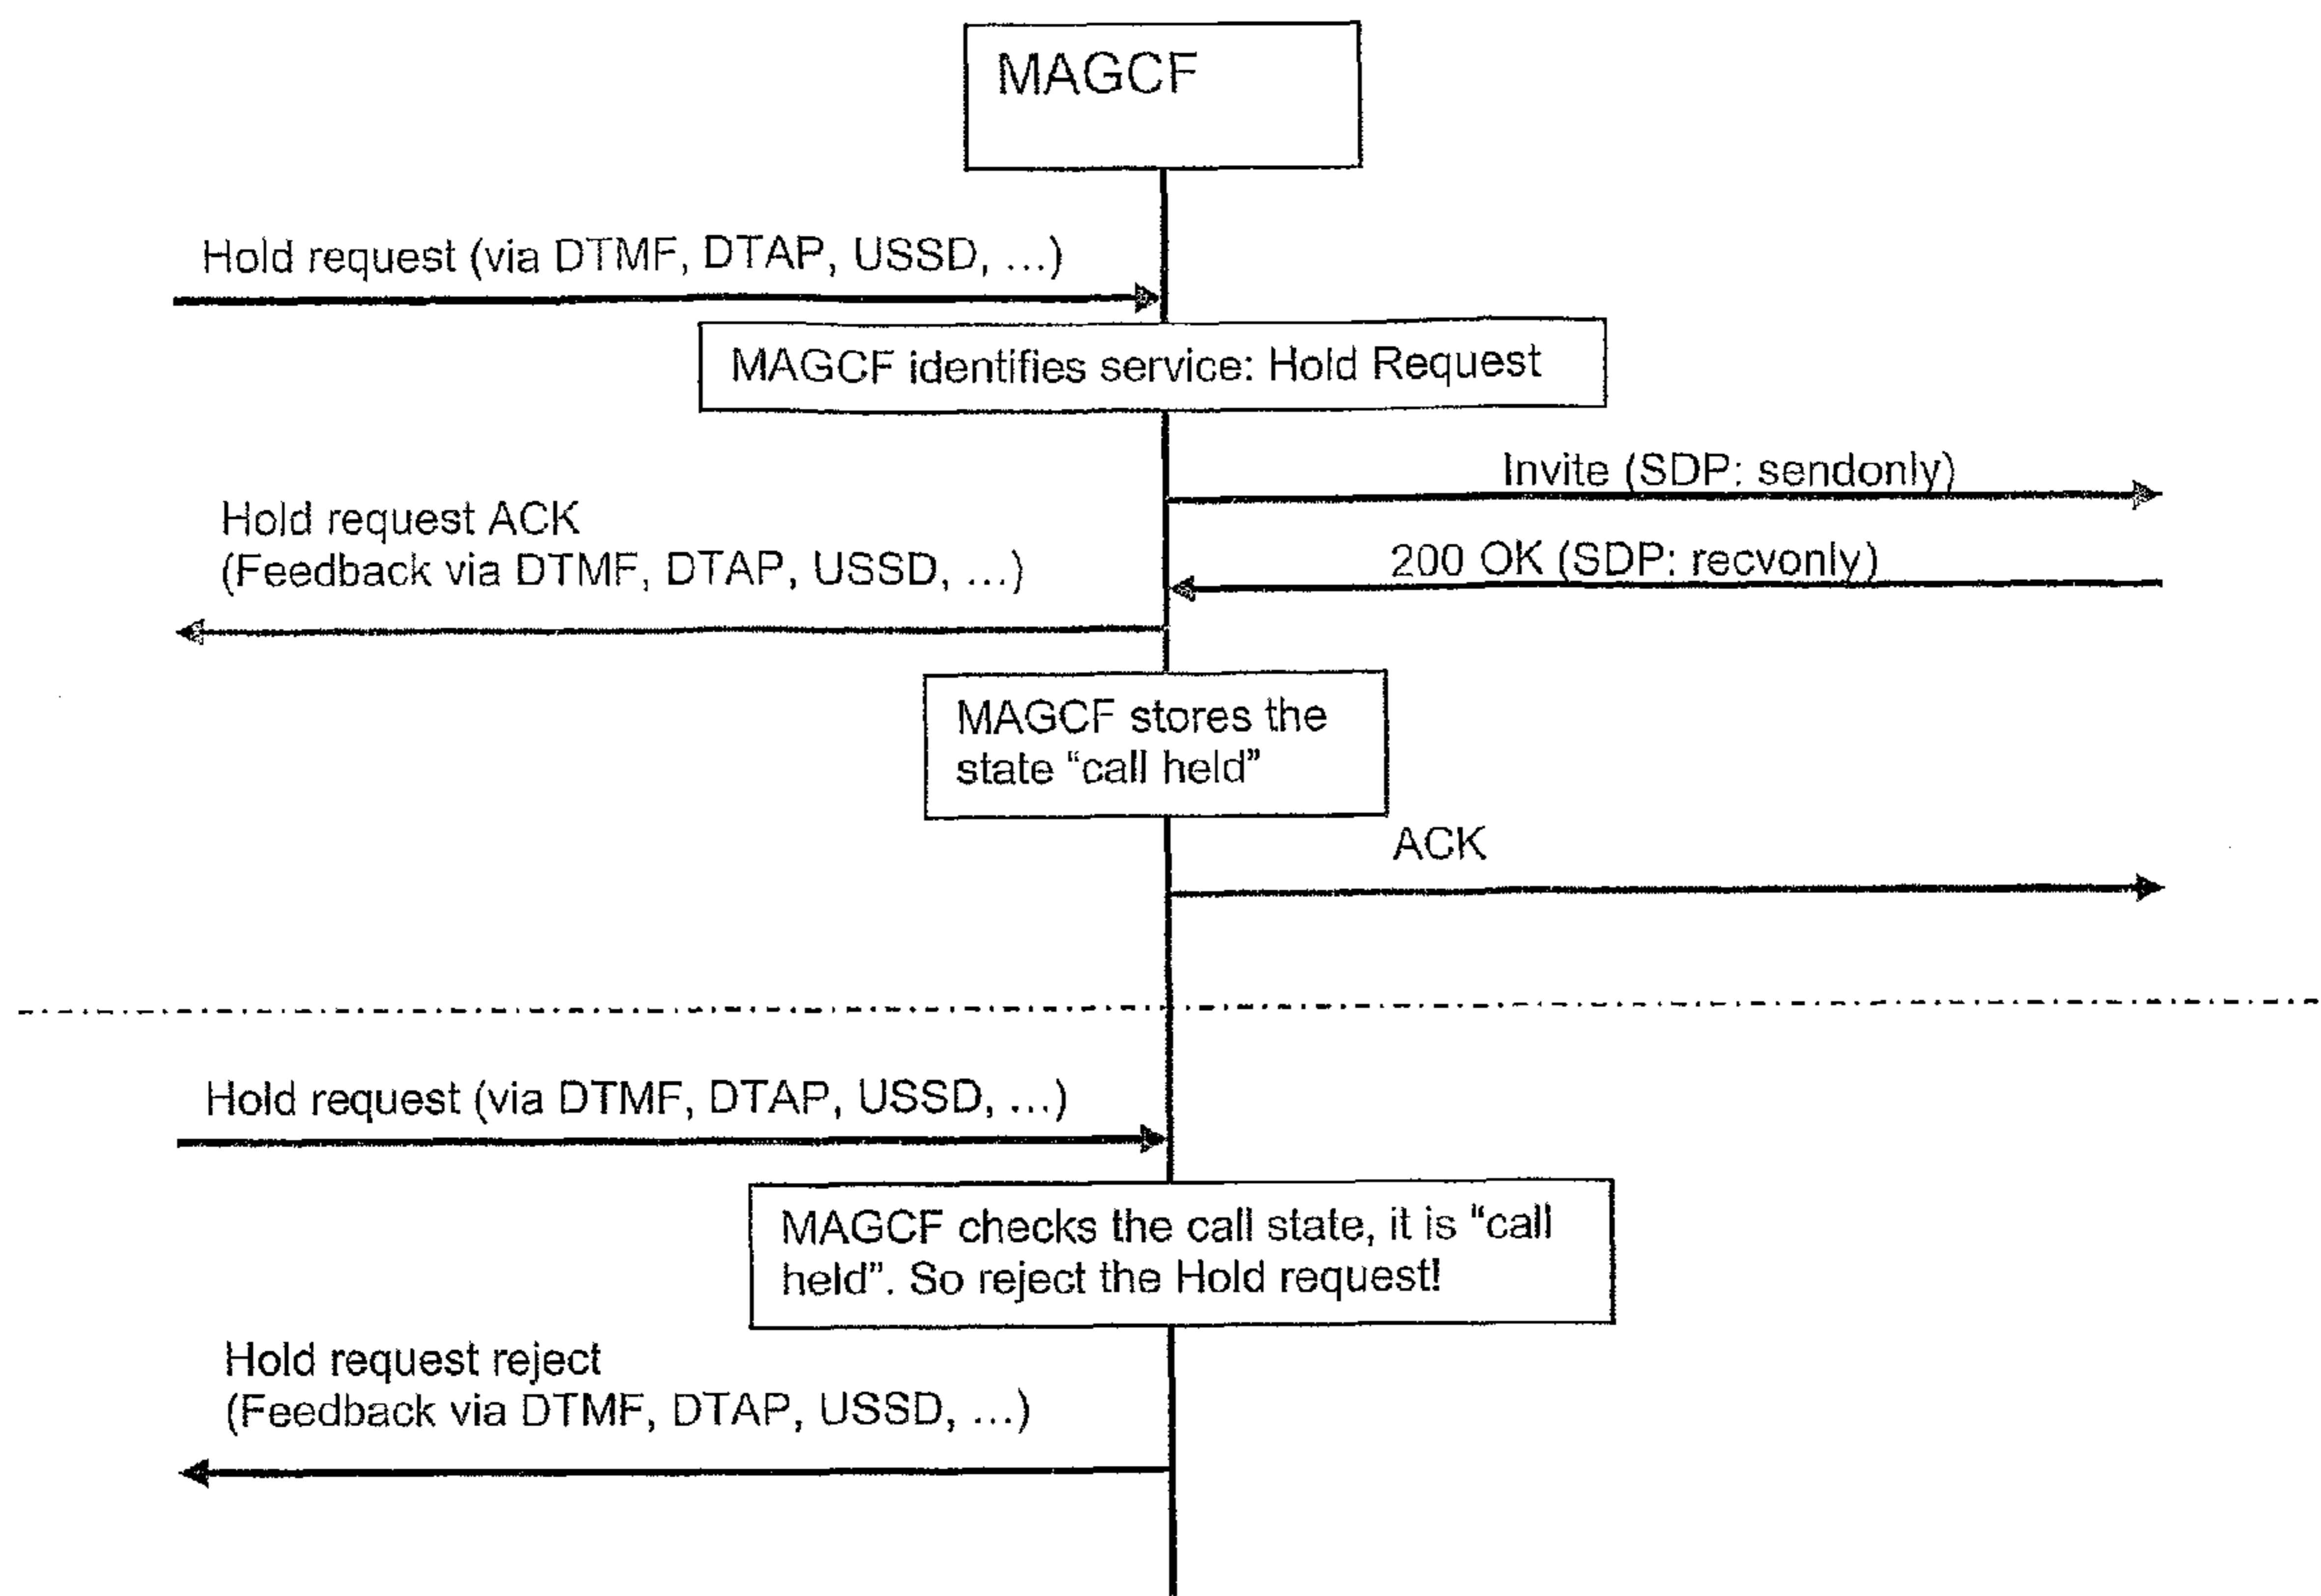 MAGCF
Hold request (via DTMF, DTAP, USSD, ...)
MAGCF identifies service: Hold Request
Invite (SDP: sendonly)
Hold request ACK
(Feedback via DTMF, DTAP, USSD, ...)
200 OK (SDP: recvonly)
MAGCF stores the
state “call held”
ACK
Hold request (via DTMF, DTAP, USSD, ...)
MAGCF checks the call state, it is “call
held”. So reject the Hold request!
Hold request reject
(Feedback via DTMF, DTAP, USSD, ...)